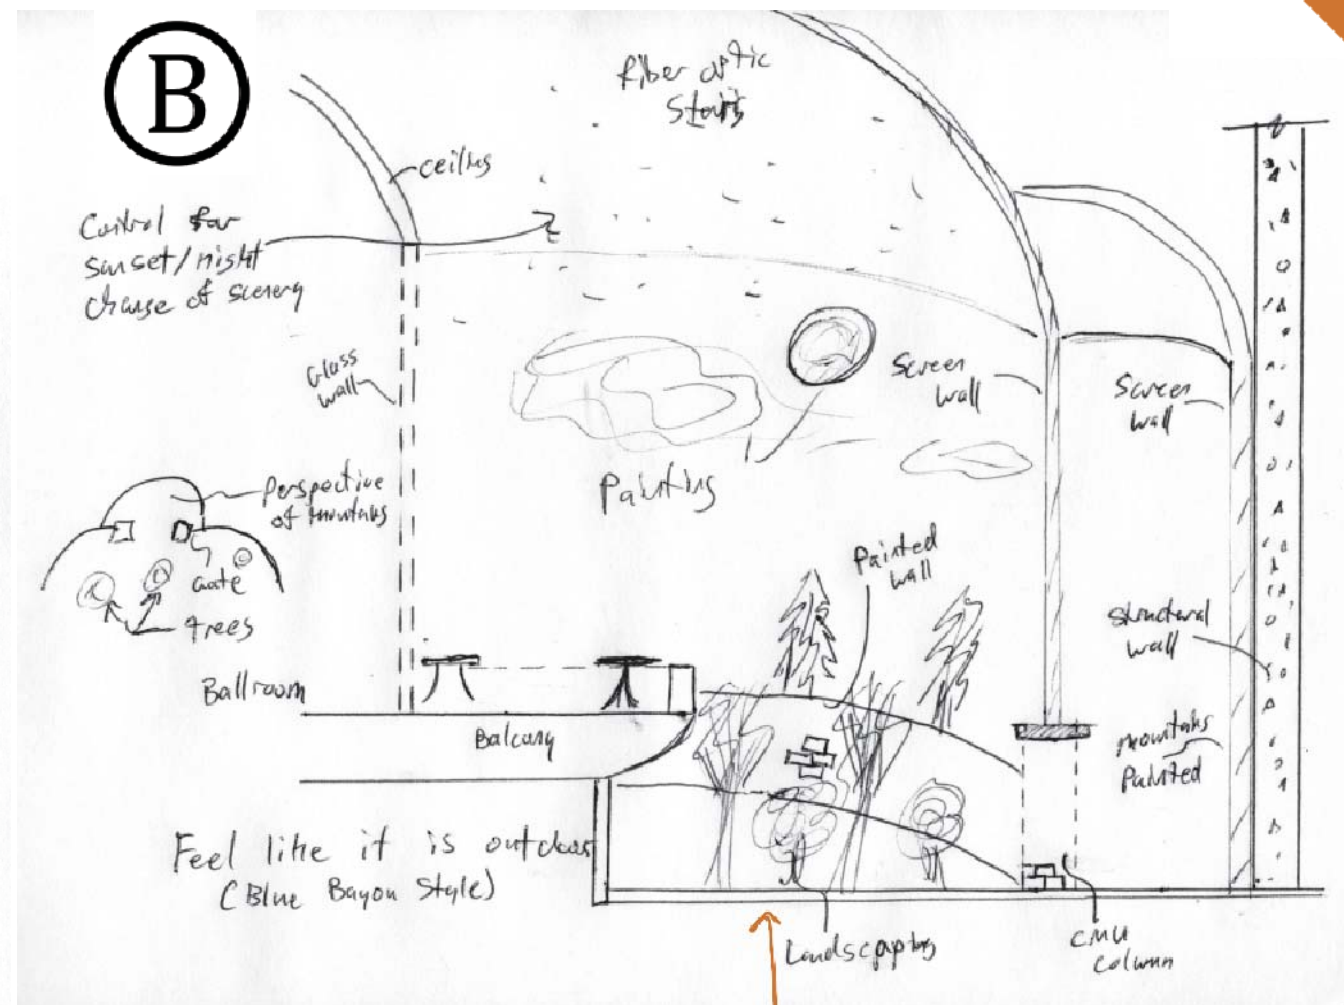 B
Fiber optic
Stars
ceiling
Control for
sunset/night
change of scenery
Glass
wall
Screen
wall
Screen
wall
Perspective
of mountains
Painting
Painted
wall
Gate
trees
Structural
wall
Ballroom
Balcony
mountains
Painted
Feel like it is outdoors
(Blue Bayou Style)
Landscaping
CMU
Column